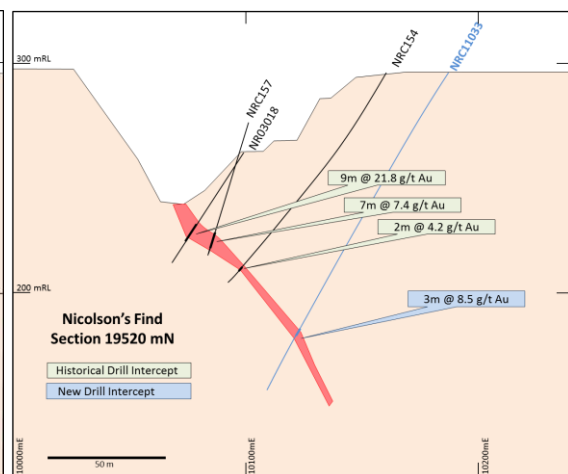 300 mRL
NRC157
NR03018
NRC154
NRC11033
9m @ 21.8 g/t Au
7m @ 7.4 g/t Au
2m @ 4.2 g/t Au
200 mRL
3m @ 8.5 g/t Au
Nicolson's Find
Section 19520 mN
Historical Drill Intercept
New Drill Intercept
50 m
10000mE
10100mE
10200mE